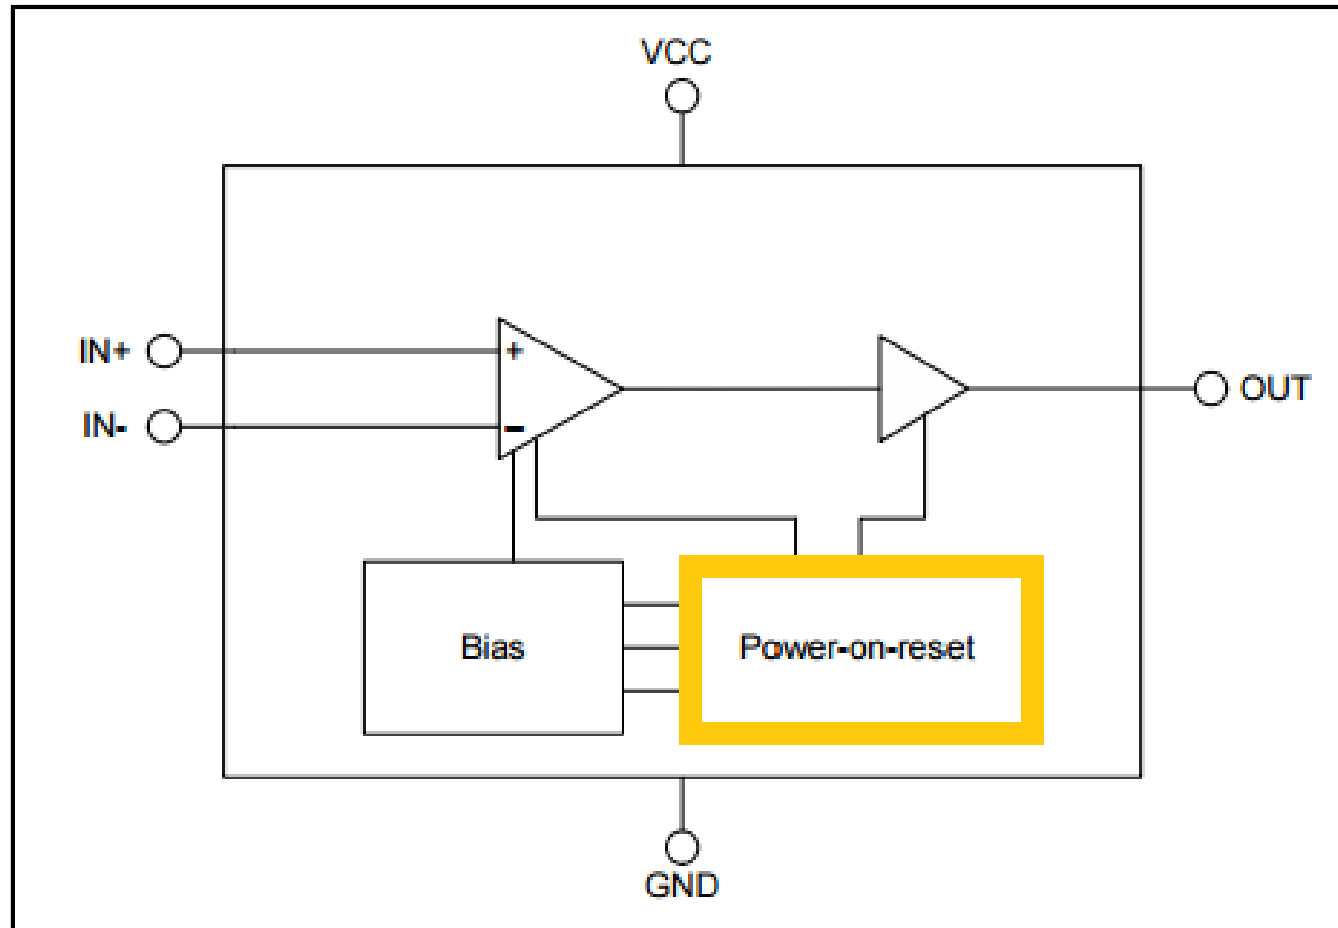 VCC
IN+
+
OUT
IN-
-
Bias
Power-on-reset
GND